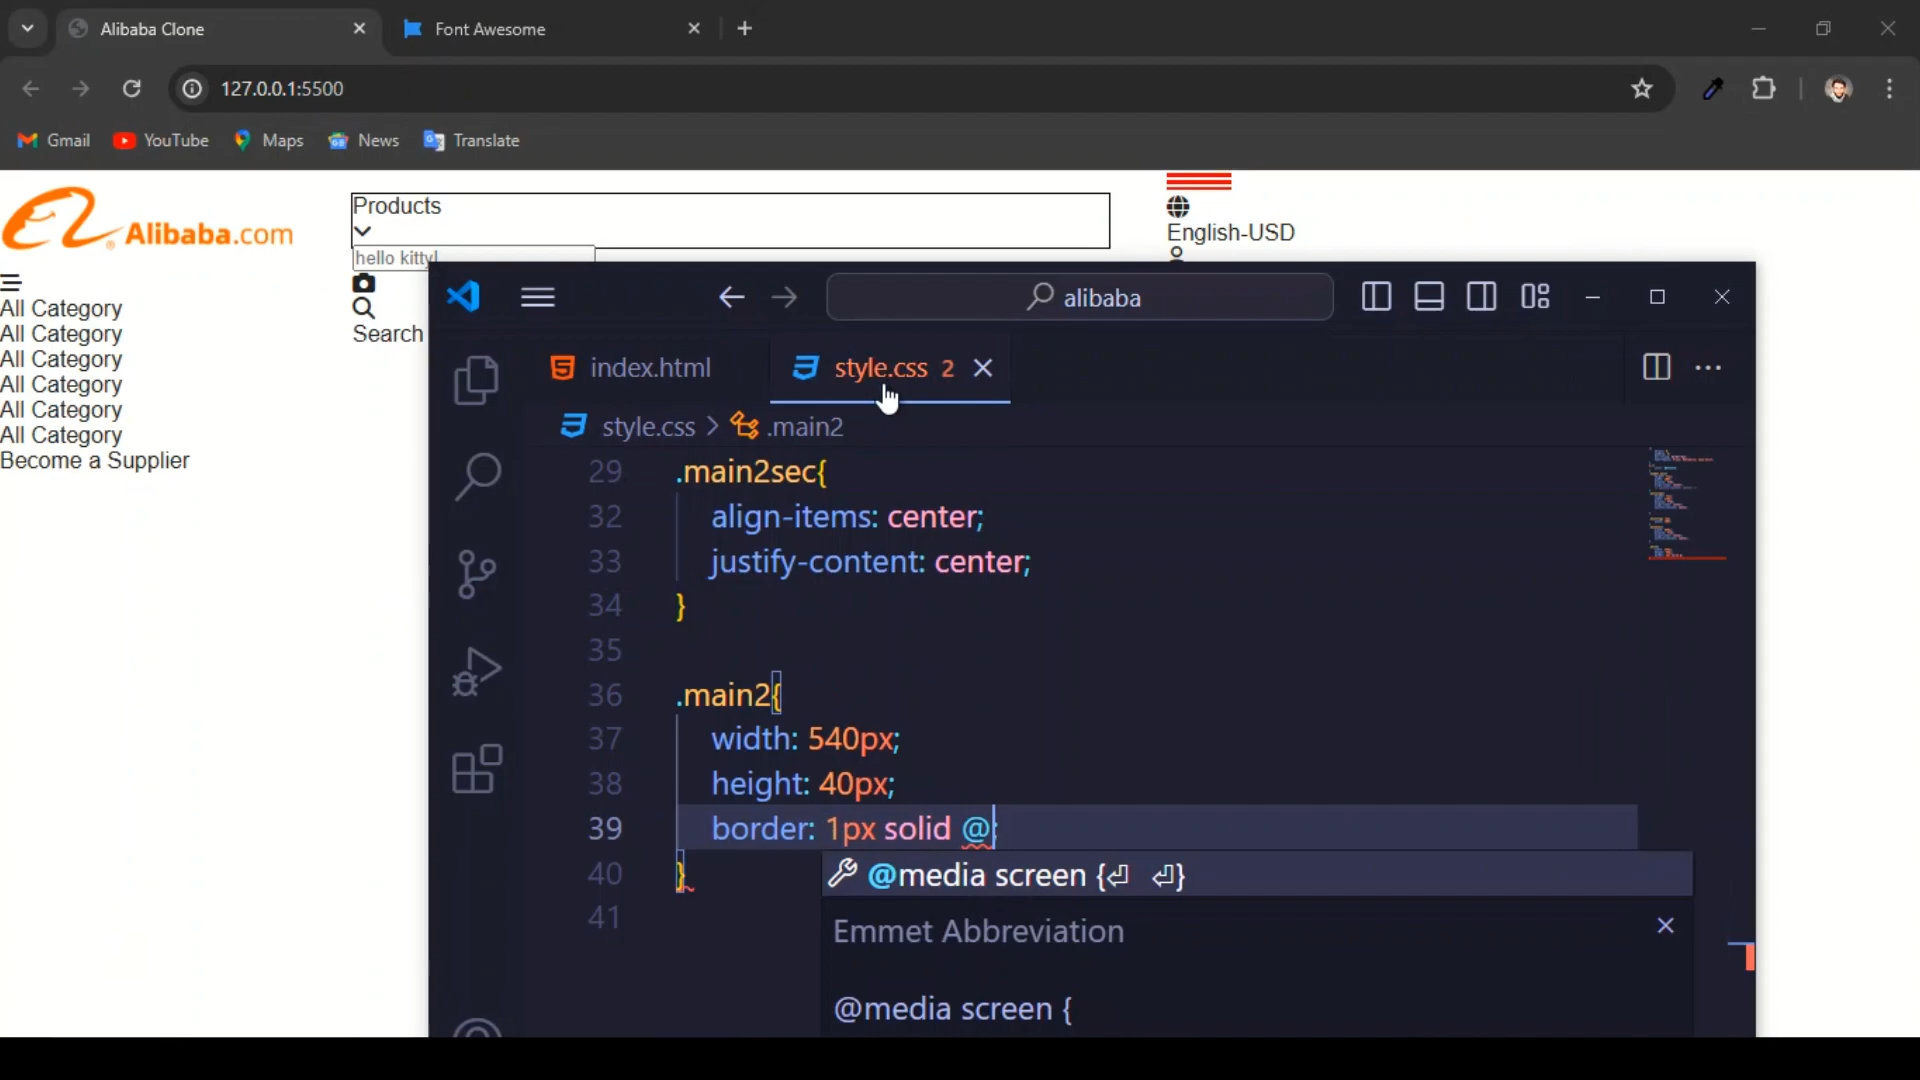 Alibaba Clone
Font Awesome
127.0.0.1:5500
Gmail YouTube Maps News Translate
Alibaba.com
Products
hello kitty!
Search
English-USD
All Category
All Category
All Category
All Category
All Category
All Category
Become a Supplier
alibaba
index.html
style.css 2
style.css > .main2
29 .main2sec{
32 align-items: center;
33 justify-content: center;
34 }
35
36 .main2{
37 width: 540px;
38 height: 40px;
39 border: 1px solid @;
40 }
41
@media screen {⏎ ⏎}
Emmet Abbreviation
@media screen {